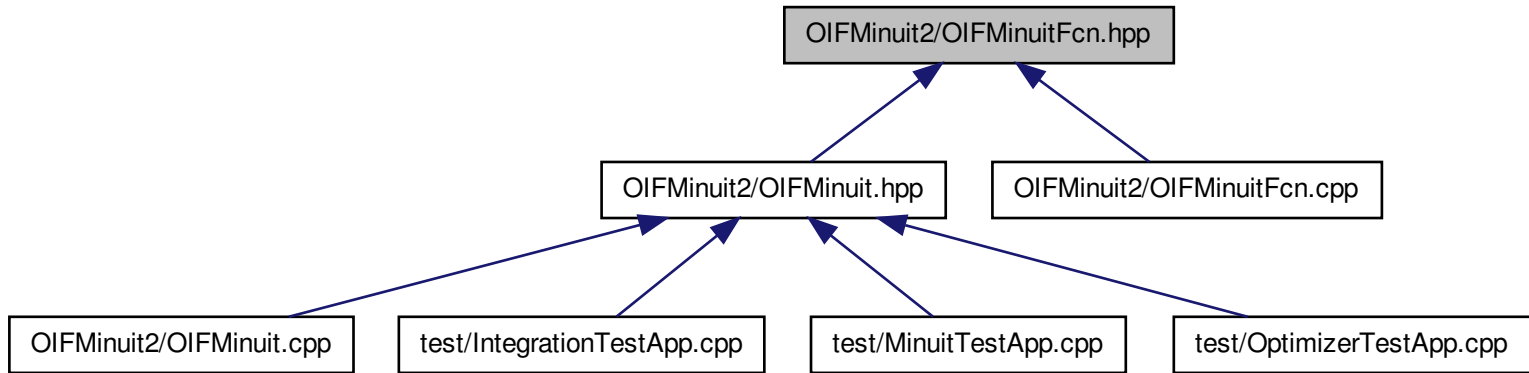 OIFMinuit2/OIFMinuitFcn.hpp
OIFMinuit2/OIFMinuit.hpp
OIFMinuit2/OIFMinuitFcn.cpp
OIFMinuit2/OIFMinuit.cpp
test/IntegrationTestApp.cpp
test/MinuitTestApp.cpp
test/OptimizerTestApp.cpp